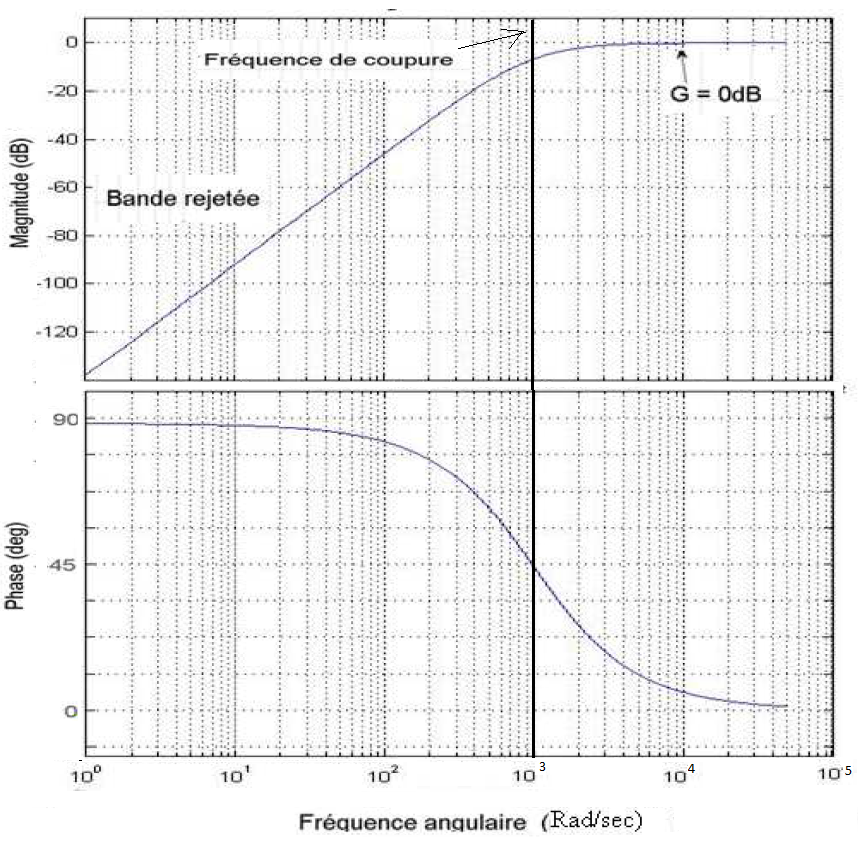 0
Fréquence de coupure
-20
G = 0dB
-40
Magnitude (dB)
-60
Bande rejetée
-80
-100
-120
90
Phase (deg)
45
0
10⁰ 10¹ 10² 10³ 10⁴ 10⁵
Fréquence angulaire (Rad/sec)